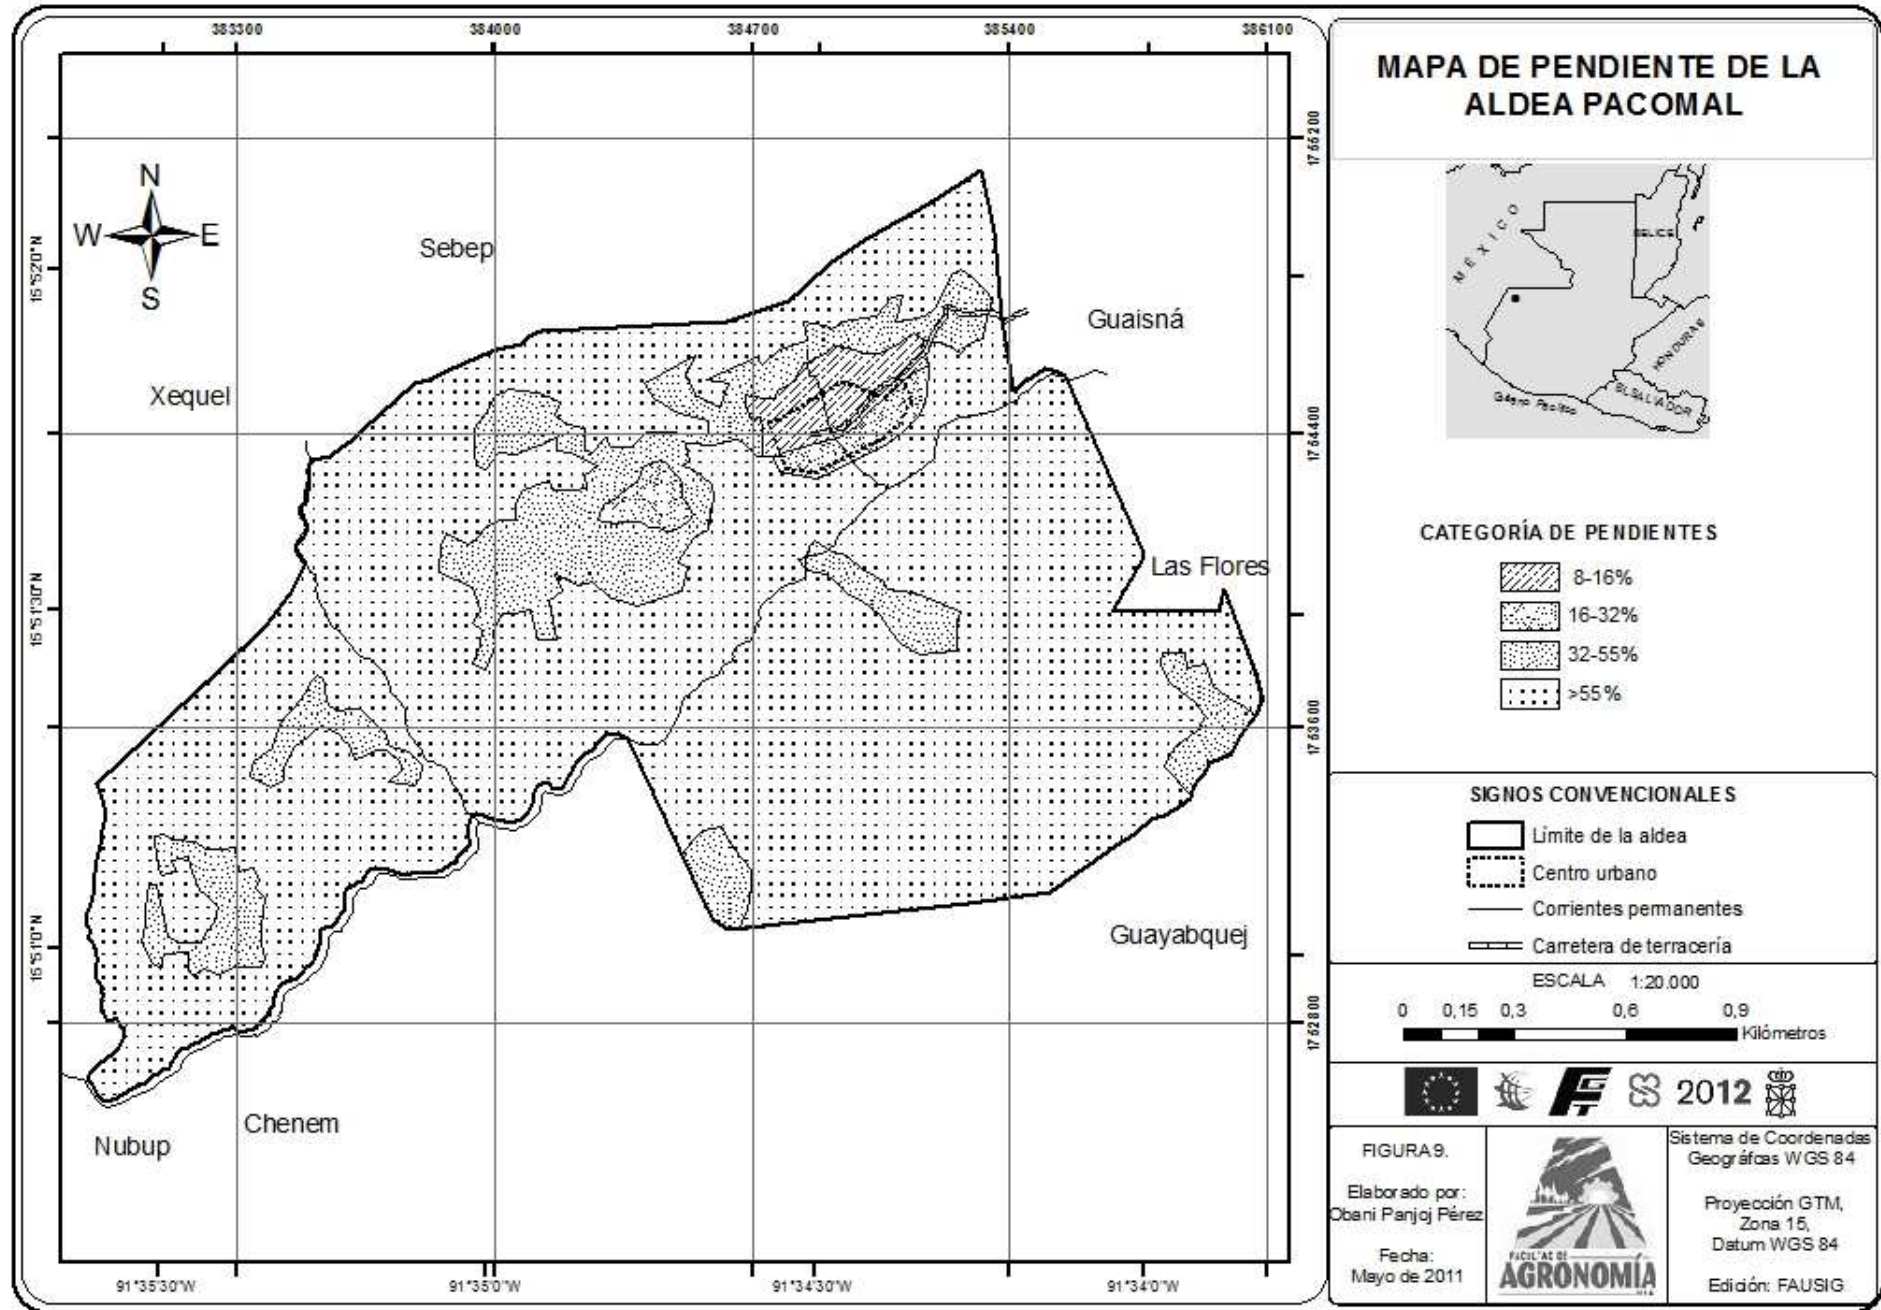 383300
384000
384700
385400
386100
MAPA DE PENDIENTE DE LA
ALDEA PACOMAL
1765200
N
W
E
S
15°52'0"N
Sebep
Guaisná
Xequel
1764400
MÉXICO
BELICE
HONDURAS
EL SALVADOR
Océano Pacífico
CATEGORÍA DE PENDIENTES
8-16%
16-32%
32-55%
>55%
Las Flores
15°51'30"N
1763600
SIGNOS CONVENCIONALES
Límite de la aldea
Centro urbano
Corrientes permanentes
Carretera de terracería
Guayabquej
15°51'0"N
ESCALA 1:20.000
0 0,15 0,3 0,6 0,9
Kilómetros
1762800
2012
Chenem
Nubup
FIGURA 9.
Elaborado por:
Obani Panjoj Pérez
Fecha:
Mayo de 2011
FACULTAD DE
AGRONOMÍA
Sistema de Coordenadas
Geográfcas WGS 84
Proyección GTM,
Zona 15,
Datum WGS 84
Edición: FAUSIG
91°35'30"W
91°35'0"W
91°34'30"W
91°34'0"W